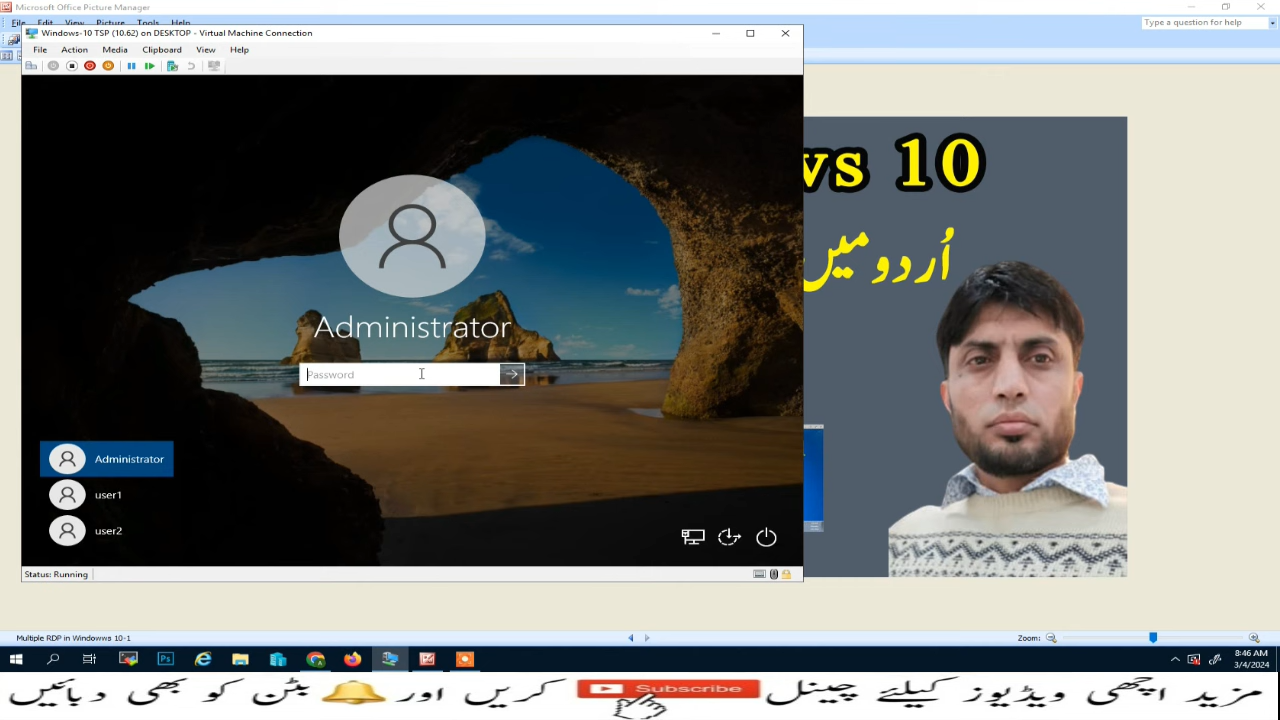 Microsoft Office Picture Manager
File Edit View Picture Tools Help
Type a question for help
Windows-10 TSP (10.62) on DESKTOP - Virtual Machine Connection
File Action Media Clipboard View Help
ws 10
اُردو میں
Administrator
Password
Administrator
user1
user2
Status: Running
Multiple RDP in Windowws 10-1
Zoom:
Ps
8:46 AM
3/4/2024
مزید اچھی ویڈیوز کیلئے چینل Subscribe کریں اور بٹن کو بھی دبائیں